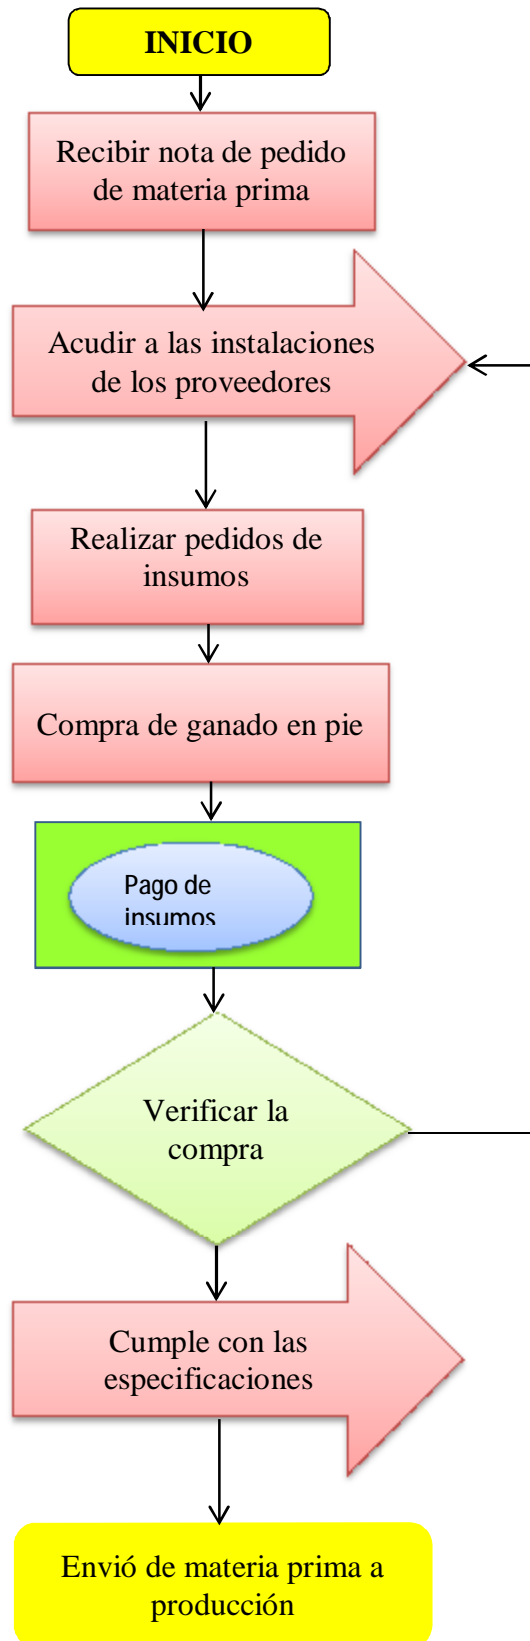 INICIO
Recibir nota de pedido
de materia prima
Acudir a las instalaciones
de los proveedores
Realizar pedidos de
insumos
Compra de ganado en pie
Pago de
insumos
Verificar la
compra
Cumple con las
especificaciones
Envió de materia prima a
producción